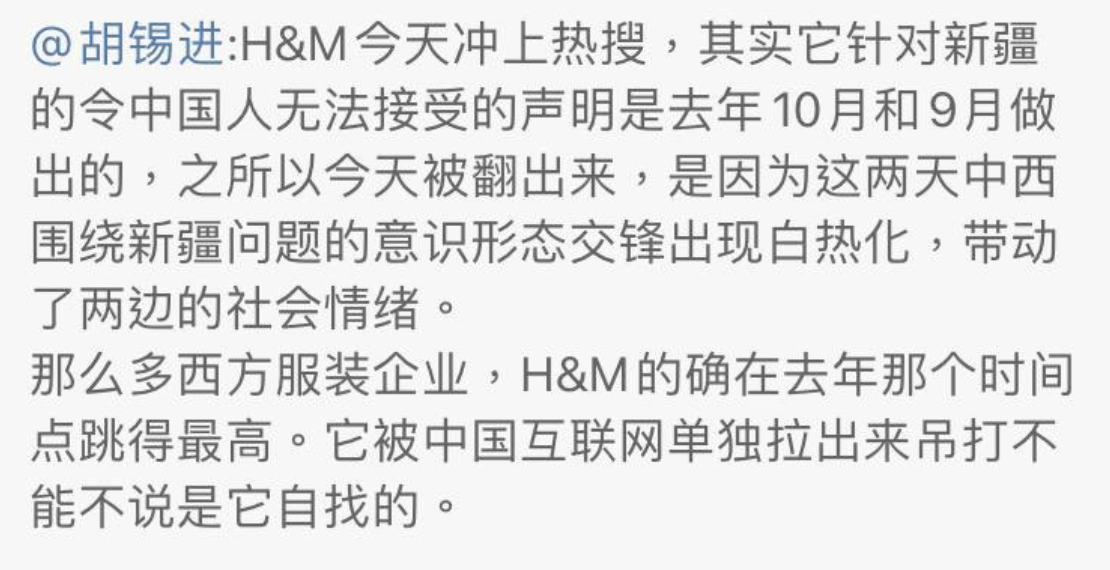 @胡锡进:H&M今天冲上热搜，其实它针对新疆
的令中国人无法接受的声明是去年10月和9月做
出的，之所以今天被翻出来，是因为这两天中西
围绕新疆问题的意识形态交锋出现白热化，带动
了两边的社会情绪。
那么多西方服装企业，H&M的确在去年那个时间
点跳得最高。它被中国互联网单独拉出来吊打不
能不说是它自找的。